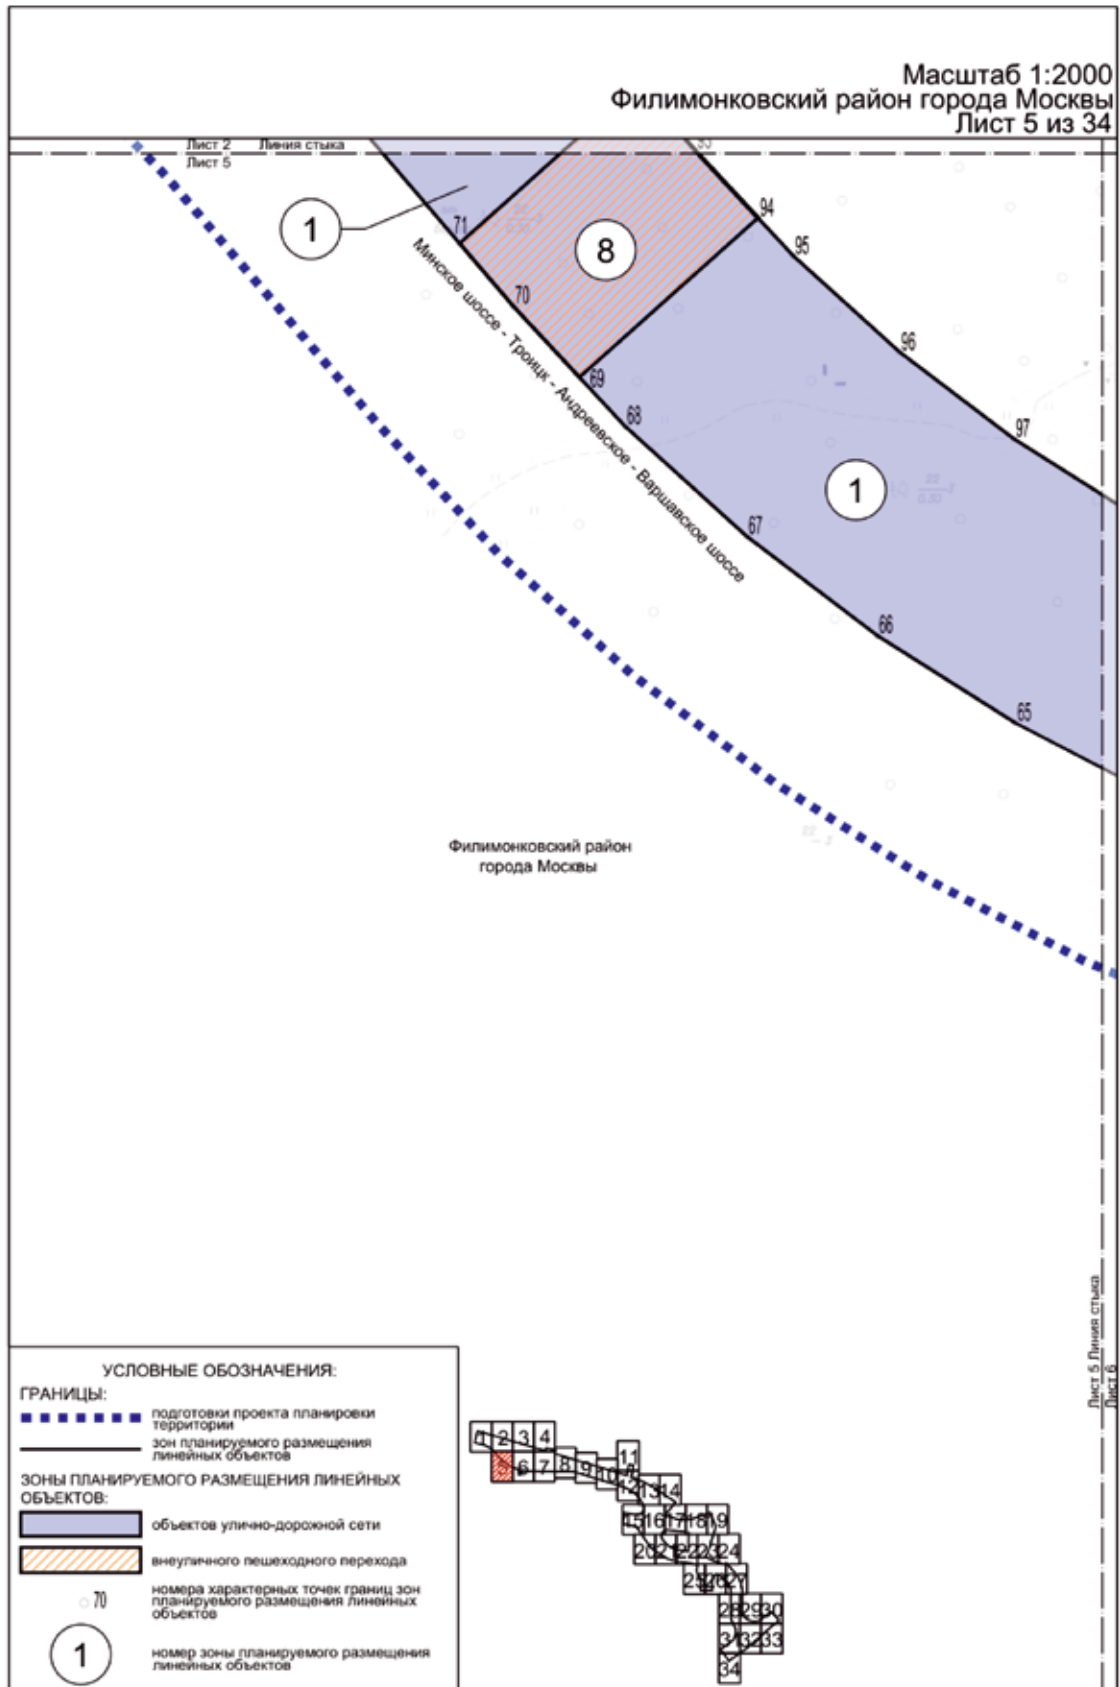 Масштаб 1:2000
Филимонковский район города Москвы
Лист 5 из 34
Лист 2 Линия стыка
Лист 5
94
71
1
8
95
70
Минское шоссе - Троицк - Андреевское - Варшавское шоссе
96
69
68
97
1
67
66
65
Филимонковский район
города Москвы
Лист 5 Линия стыка
Лист 6
УСЛОВНЫЕ ОБОЗНАЧЕНИЯ:
ГРАНИЦЫ:
подготовки проекта планировки
территории
зон планируемого размещения
линейных объектов
ЗОНЫ ПЛАНИРУЕМОГО РАЗМЕЩЕНИЯ ЛИНЕЙНЫХ
ОБЪЕКТОВ:
объектов улично-дорожной сети
внеуличного пешеходного перехода
70
номера характерных точек границ зон
планируемого размещения линейных
объектов
1
номер зоны планируемого размещения
линейных объектов
1 2 3 4
5 6 7 8 9 10 11
12 13 14
15 16 17 18 19
20 21 22 23 24
25 26 27
28 29 30
31 32 33
34